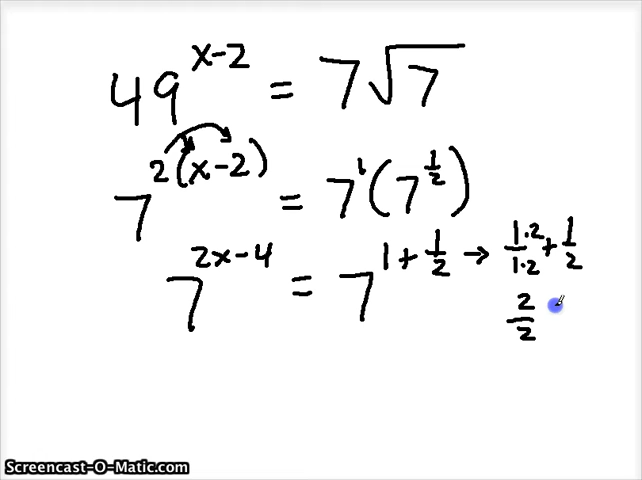 49^(x-2) = 7√7
7^(2(x-2)) = 7^1(7^(1/2))
7^(2x-4) = 7^(1+1/2) → (1·2)/(1·2) + 1/2
2/2
Screencast-O-Matic.com